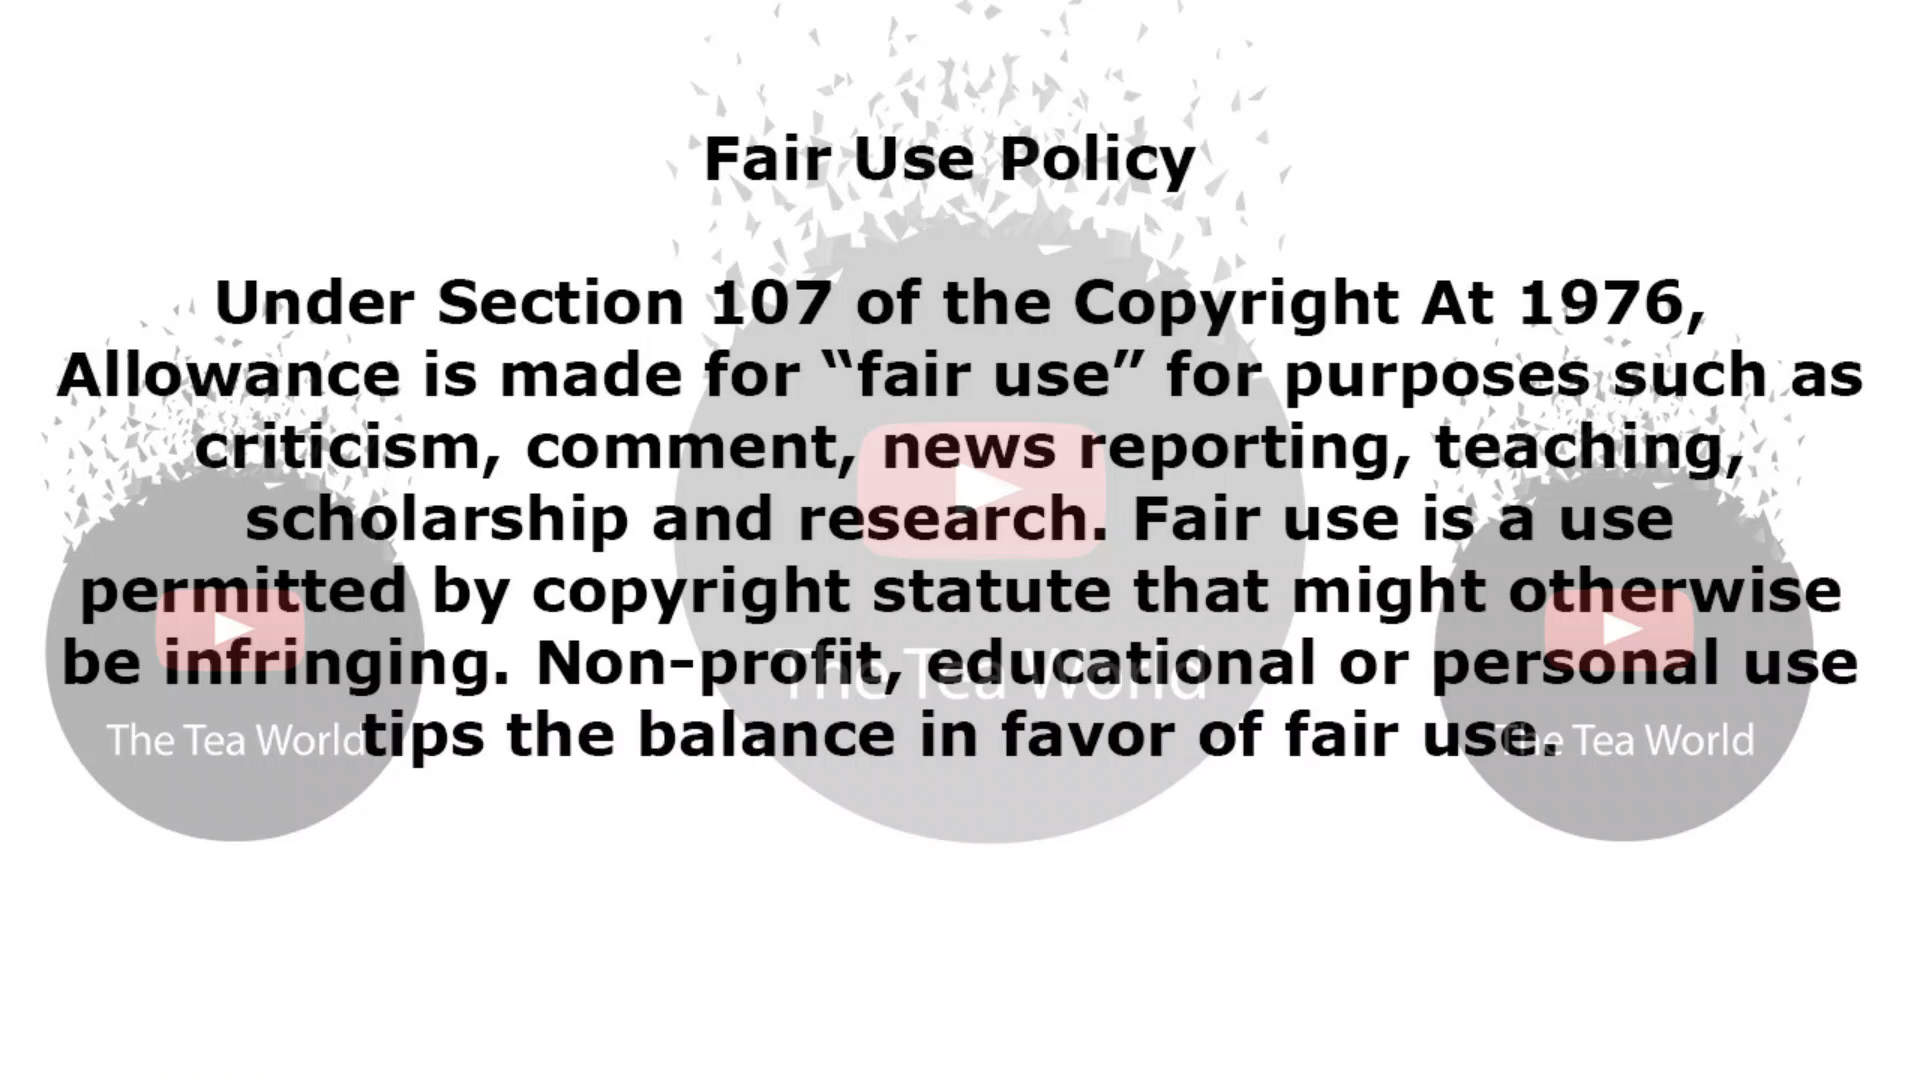 Fair Use Policy
Under Section 107 of the Copyright At 1976,
Allowance is made for “fair use” for purposes such as
criticism, comment, news reporting, teaching,
scholarship and research. Fair use is a use
permitted by copyright statute that might otherwise
be infringing. Non-profit, educational or personal use
tips the balance in favor of fair use.
The Tea World
The Tea World
The Tea World